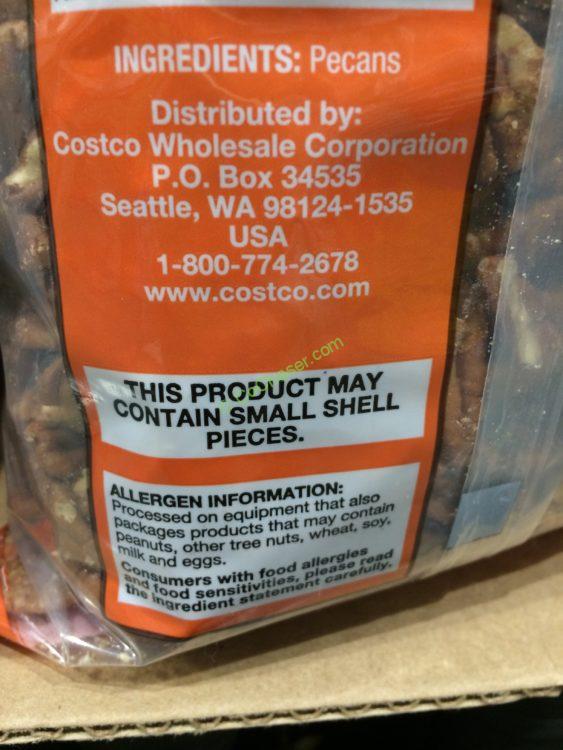 INGREDIENTS: Pecans
Distributed by:
Costco Wholesale Corporation
P.O. Box 34535
Seattle, WA 98124-1535
USA
1-800-774-2678
www.costco.com
THIS PRODUCT MAY
CONTAIN SMALL SHELL
PIECES.
ALLERGEN INFORMATION:
Processed on equipment that also
packages products that may contain
peanuts, other tree nuts, wheat, soy,
milk and eggs.
Consumers with food allergies
and food sensitivities, please read
the ingredient statement carefully.